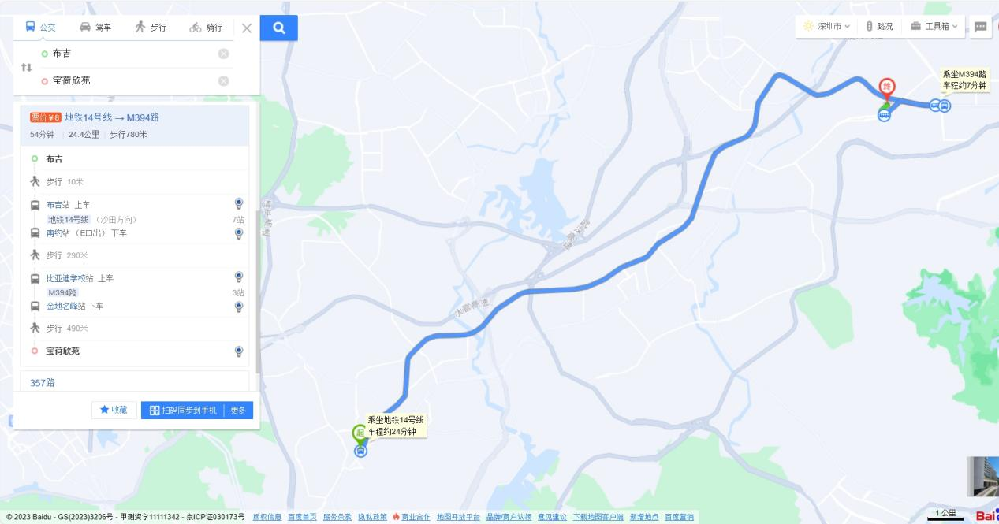 公交 驾车 步行 骑行
布吉
宝荷欣苑
深圳市 路况 工具箱
票价¥8 地铁14号线 → M394路
54分钟 24.4公里 步行780米
布吉
步行 10米
布吉站 上车
地铁14号线 (沙田方向) 7站
南约站 (E口出) 下车
步行 290米
比亚迪学校站 上车
M394路 3站
金地名峰站 下车
步行 490米
宝荷欣苑
357路
收藏 扫码同步到手机 更多
乘坐M394路
车程约7分钟
终
清平高速
武汉高速
水官高速
乘坐地铁14号线
车程约24分钟
起
1 公里
© 2023 Baidu - GS(2023)3206号 - 甲测资字11111342 - 京ICP证030173号 版权信息 百度首页 服务条款 隐私政策 商业合作 地图开放平台 品牌/商户认领 意见建议 下载地图客户端 新增地点 百度营销
Bai